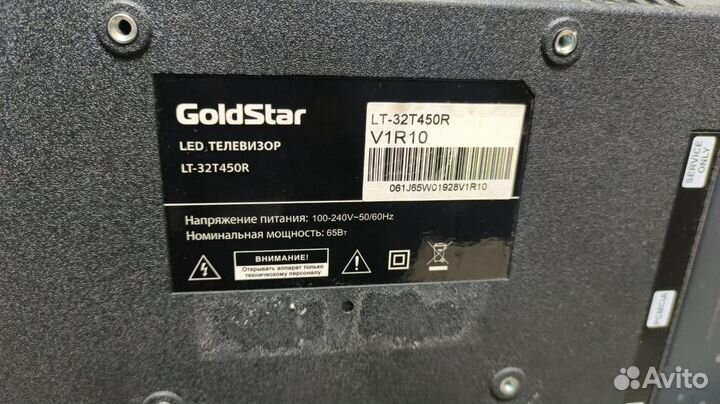 GoldStar
LED ТЕЛЕВИЗОР
LT-32T450R
LT-32T450R
V1R10
061J65W01928V1R10
Напряжение питания: 100-240V~50/60Hz
Номинальная мощность: 65Вт
ВНИМАНИЕ!
Открывать аппарат только
техническому персоналу
SERVICE
ONLY
PCMCIA
Avito